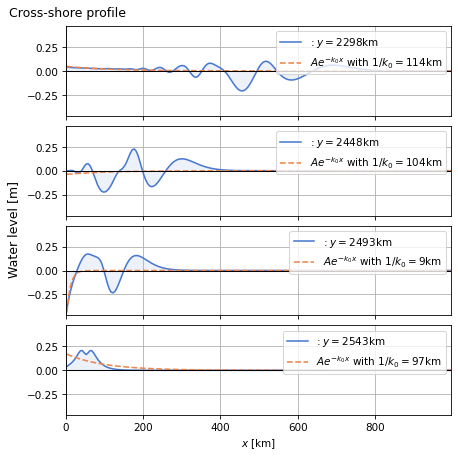 Cross-shore profile
Water level [m]
0.25
0.00
−0.25
: y = 2298km
Ae^{−k₀x} with 1/k₀ = 114km
0.25
0.00
−0.25
: y = 2448km
Ae^{−k₀x} with 1/k₀ = 104km
0.25
0.00
−0.25
: y = 2493km
Ae^{−k₀x} with 1/k₀ = 9km
0.25
0.00
−0.25
: y = 2543km
Ae^{−k₀x} with 1/k₀ = 97km
0 200 400 600 800
x [km]